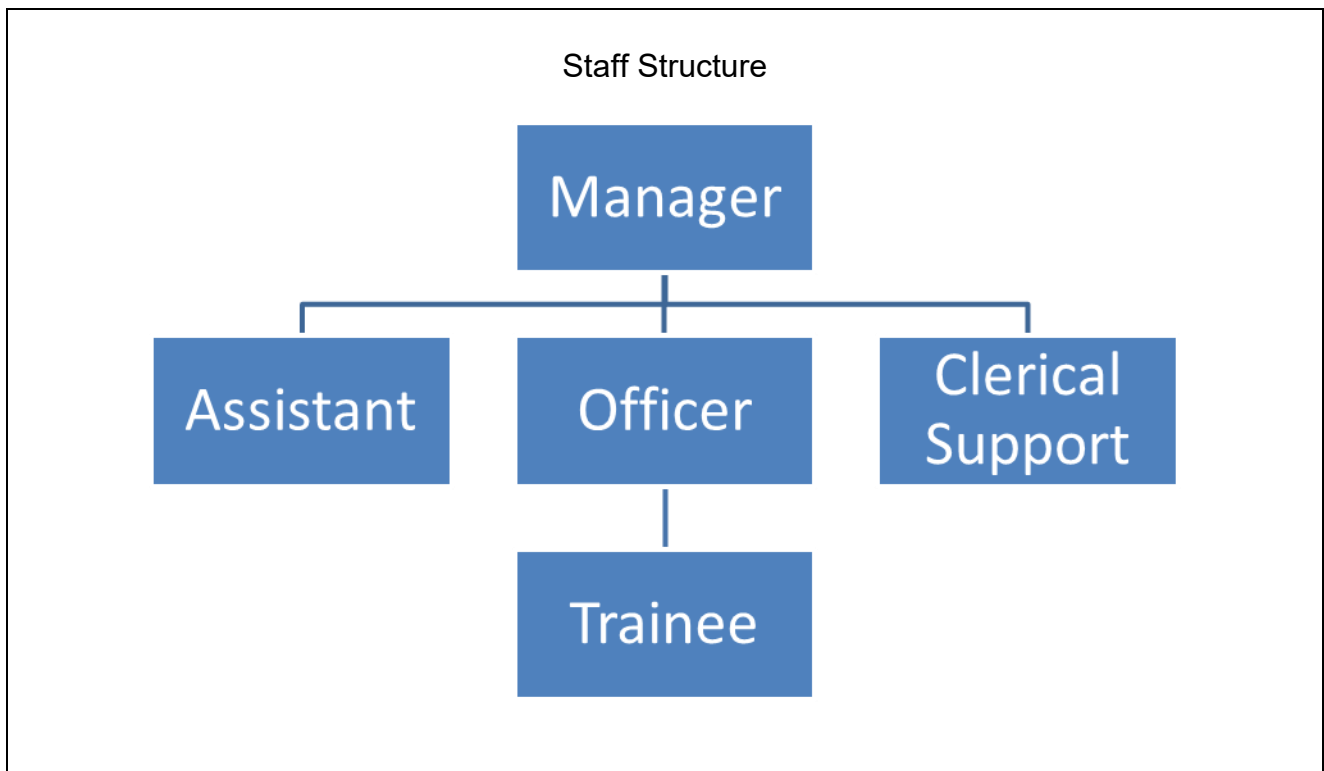 Staff Structure
Manager
Assistant
Officer
Clerical
Support
Trainee